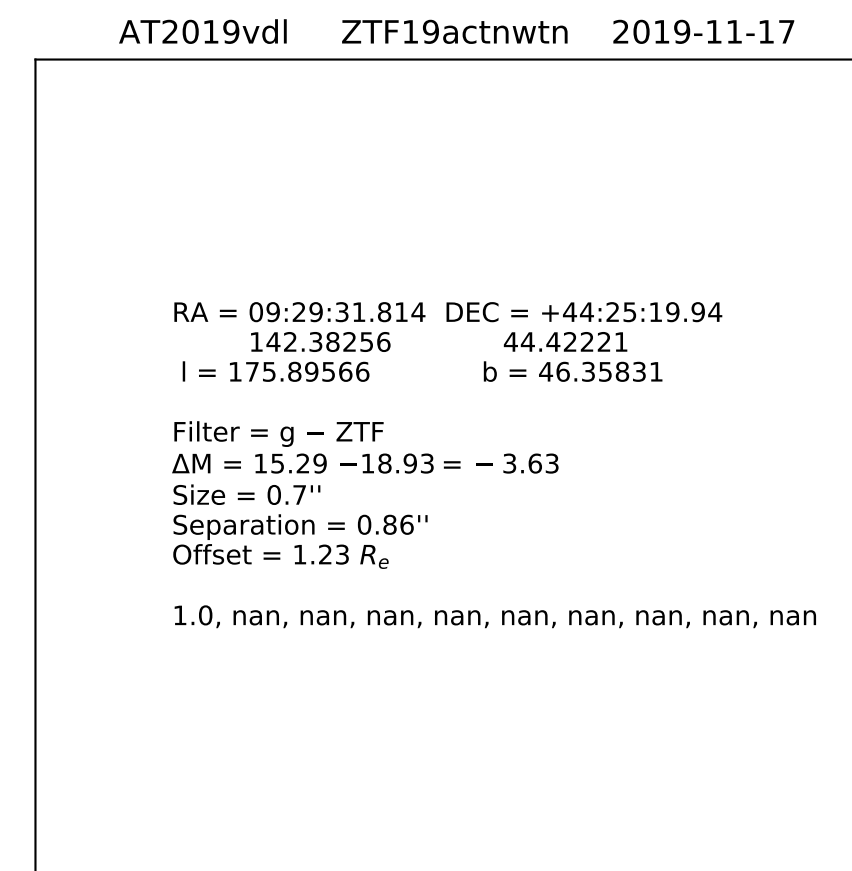 AT2019vdl ZTF19actnwtn 2019-11-17
RA = 09:29:31.814 DEC = +44:25:19.94
142.38256 44.42221
l = 175.89566 b = 46.35831
Filter = g − ZTF
ΔM = 15.29 −18.93 = − 3.63
Size = 0.7''
Separation = 0.86''
Offset = 1.23 Re
1.0, nan, nan, nan, nan, nan, nan, nan, nan, nan